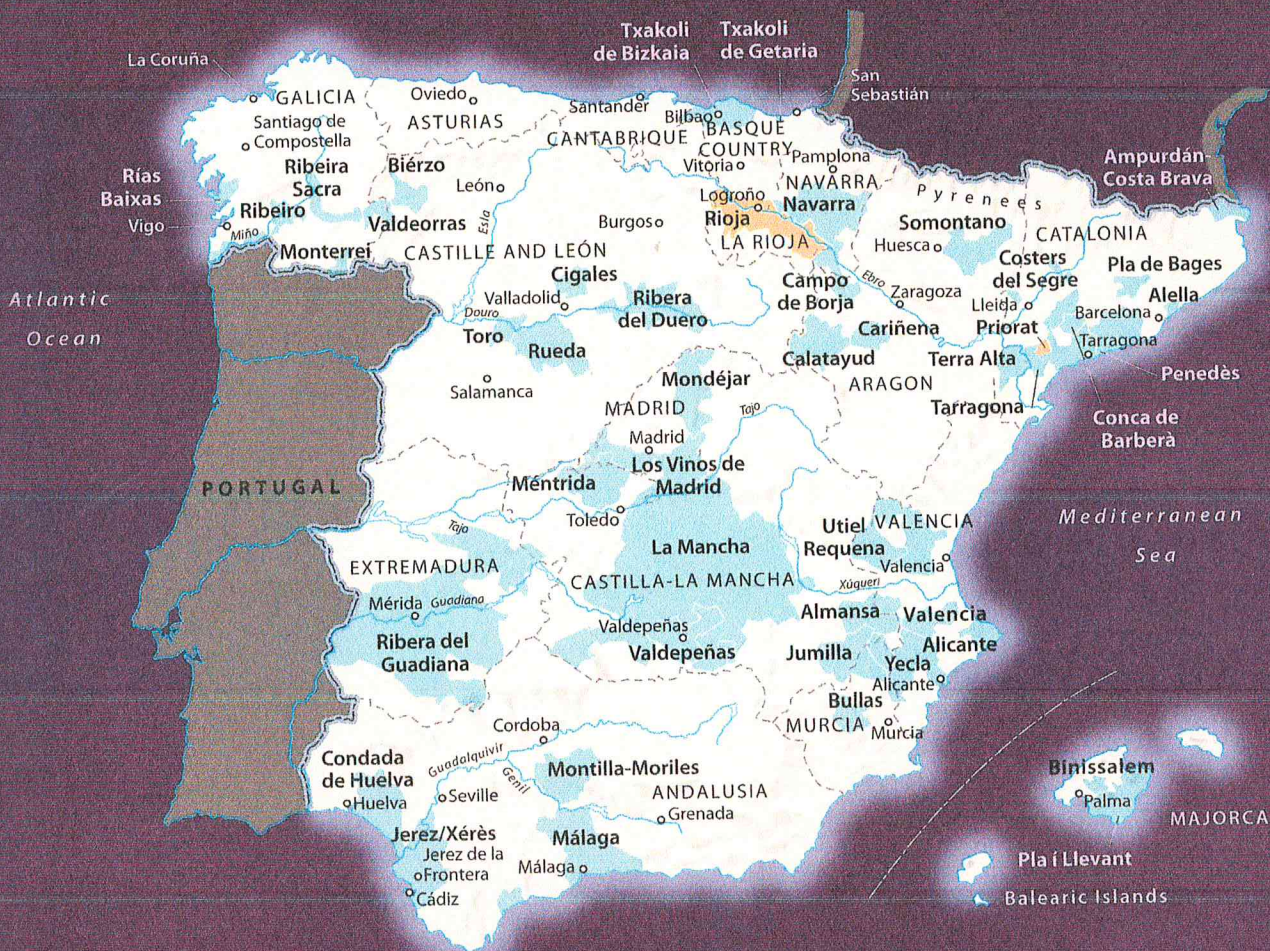 Txakoli
de Bizkaia
Txakoli
de Getaria
La Coruña
San
Sebastián
GALICIA
Oviedo
ASTURIAS
Santander
CANTABRIQUE
Bilbao
BASQUE
COUNTRY
Vitoria
Pamplona
NAVARRA
Navarra
Santiago de
Compostella
Ribeira
Sacra
Biérzo
León
Esla
Rías
Baixas
Vigo
Ribeiro
Miño
Valdeorras
Monterrei
CASTILLE AND LEÓN
Burgos
Logroño
Rioja
LA RIOJA
Pyrenees
Somontano
Huesca
Ampurdán-
Costa Brava
CATALONIA
Costers
del Segre
Pla de Bages
Alella
Lleida
Barcelona
Priorat
Tarragona
Penedès
Conca de
Barberà
Terra Alta
Tarragona
Atlantic
Ocean
Cigales
Valladolid
Douro
Ribera
del Duero
Toro
Rueda
Campo
de Borja
Ebro
Zaragoza
Cariñena
Calatayud
ARAGON
Salamanca
Mondéjar
MADRID
Tajo
Madrid
Los Vinos de
Madrid
Méntrida
Toledo
PORTUGAL
Tajo
La Mancha
CASTILLA-LA MANCHA
Utiel
Requena
VALENCIA
Valencia
Xúqueri
Mediterranean
Sea
EXTREMADURA
Mérida
Guadiana
Ribera del
Guadiana
Valdepeñas
Valdepeñas
Almansa
Valencia
Alicante
Jumilla
Yecla
Alicante
Bullas
MURCIA
Murcia
Cordoba
Condada
de Huelva
Huelva
Guadalquivir
Genil
Seville
Montilla-Moriles
ANDALUSIA
Grenada
Jerez/Xérès
Jerez de la
Frontera
Málaga
Málaga
Cádiz
Binissalem
Palma
MAJORCA
Pla í Llevant
Balearic Islands